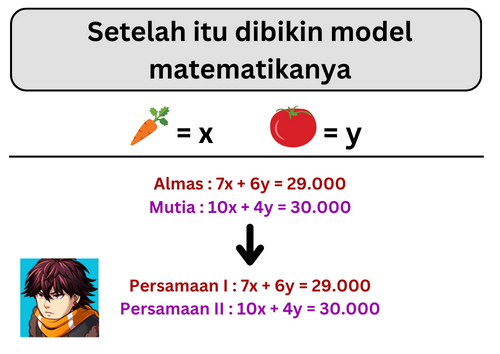 Setelah itu dibikin model
matematikanya
= x
= y
Almas : 7x + 6y = 29.000
Mutia : 10x + 4y = 30.000
Persamaan I : 7x + 6y = 29.000
Persamaan II : 10x + 4y = 30.000